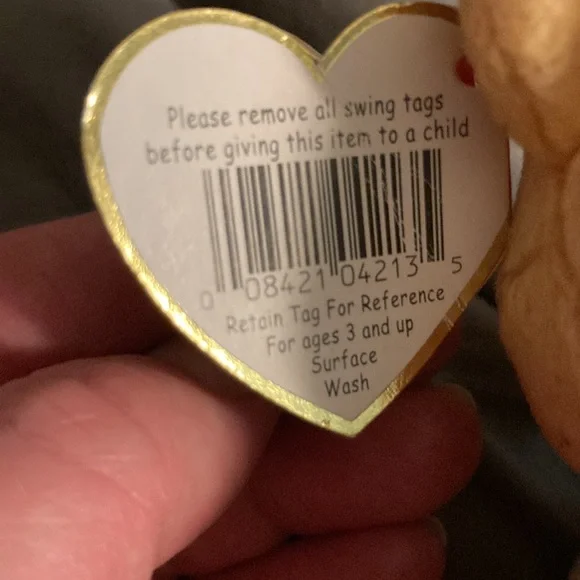 Please remove all swing tags
before giving this item to a child
0 08421 04213 5
Retain Tag For Reference
For ages 3 and up
Surface
Wash